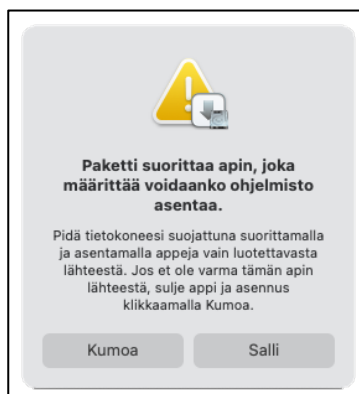 Paketti suorittaa apin, joka
määrittää voidaanko ohjelmisto
asentaa.
Pidä tietokoneesi suojattuna suorittamalla
ja asentamalla appeja vain luotettavasta
lähteestä. Jos et ole varma tämän apin
lähteestä, sulje appi ja asennus
klikkaamalla Kumoa.
Kumoa Salli